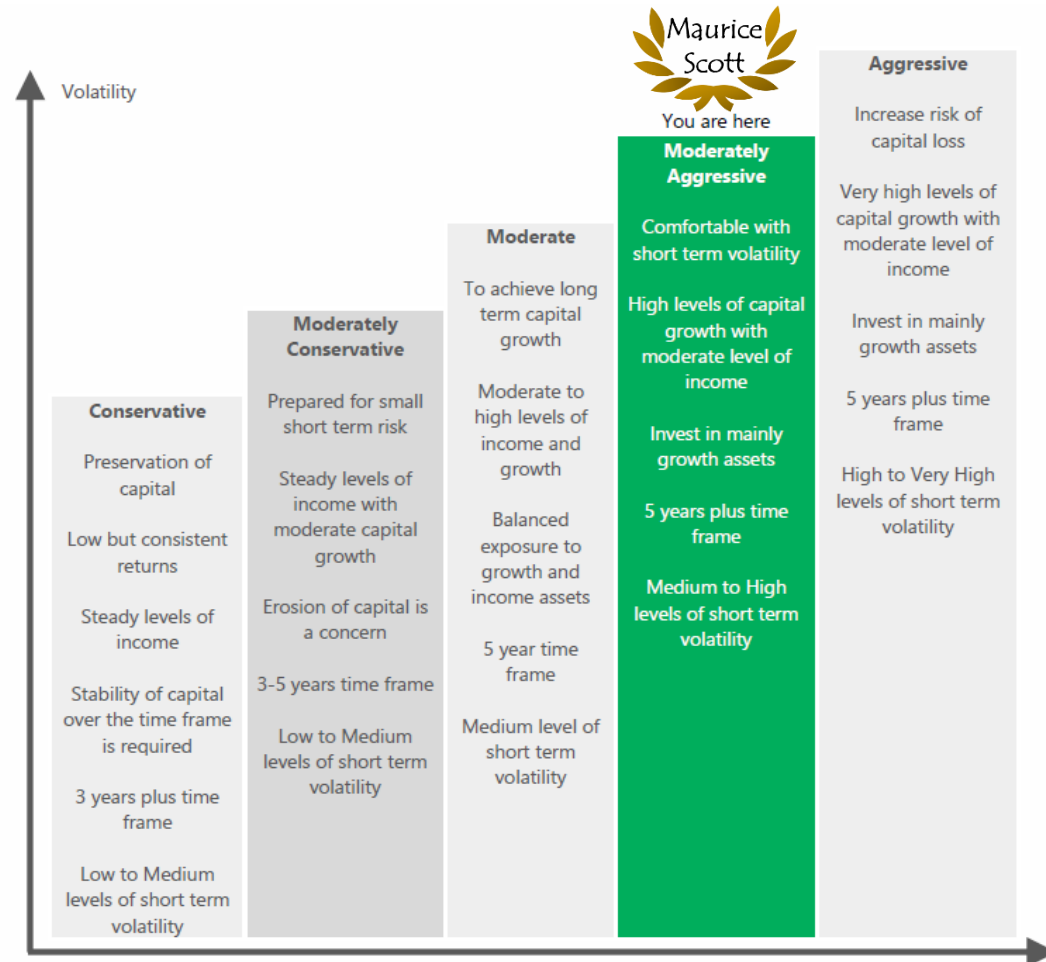 Volatility
Conservative
Preservation of
capital
Low but consistent
returns
Steady levels of
income
Stability of capital
over the time frame
is required
3 years plus time
frame
Low to Medium
levels of short term
volatility
Moderately
Conservative
Prepared for small
short term risk
Steady levels of
income with
moderate capital
growth
Erosion of capital is
a concern
3-5 years time frame
Low to Medium
levels of short term
volatility
Moderate
To achieve long
term capital
growth
Moderate to
high levels of
income and
growth
Balanced
exposure to
growth and
income assets
5 year time
frame
Medium level of
short term
volatility
Maurice
Scott
You are here
Moderately
Aggressive
Comfortable with
short term volatility
High levels of capital
growth with
moderate level of
income
Invest in mainly
growth assets
5 years plus time
frame
Medium to High
levels of short term
volatility
Aggressive
Increase risk of
capital loss
Very high levels of
capital growth with
moderate level of
income
Invest in mainly
growth assets
5 years plus time
frame
High to Very High
levels of short term
volatility